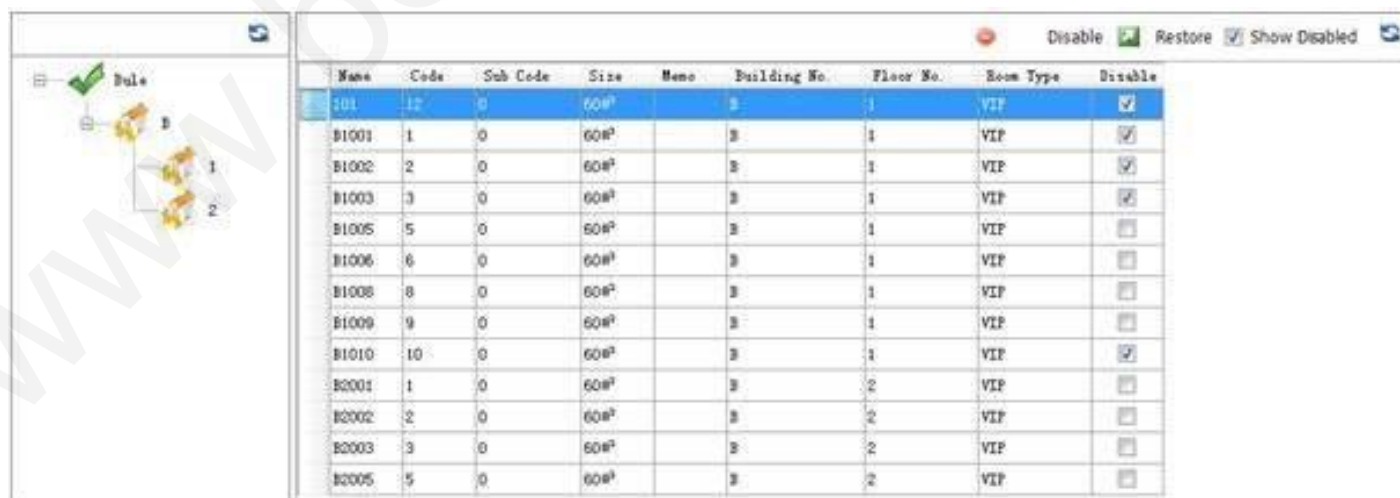 Disable Restore Show Disabled
Bule
B
1
2
Name Code Sub Code Size Memo Building No. Floor No. Room Type Disable
101 12 0 60m² B 1 VIP
B1001 1 0 60m² B 1 VIP
B1002 2 0 60m² B 1 VIP
B1003 3 0 60m² B 1 VIP
B1005 5 0 60m² B 1 VIP
B1006 6 0 60m² B 1 VIP
B1008 8 0 60m² B 1 VIP
B1009 9 0 60m² B 1 VIP
B1010 10 0 60m² B 1 VIP
B2001 1 0 60m² B 2 VIP
B2002 2 0 60m² B 2 VIP
B2003 3 0 60m² B 2 VIP
B2005 5 0 60m² B 2 VIP